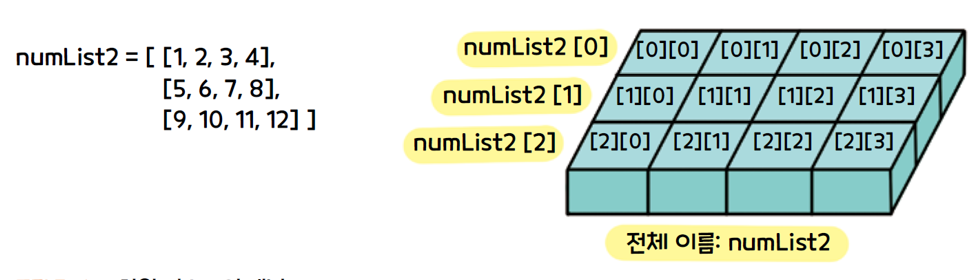 numList2 = [ [1, 2, 3, 4],
[5, 6, 7, 8],
[9, 10, 11, 12] ]
numList2 [0]
[0][0] [0][1] [0][2] [0][3]
numList2 [1]
[1][0] [1][1] [1][2] [1][3]
numList2 [2]
[2][0] [2][1] [2][2] [2][3]
전체 이름: numList2